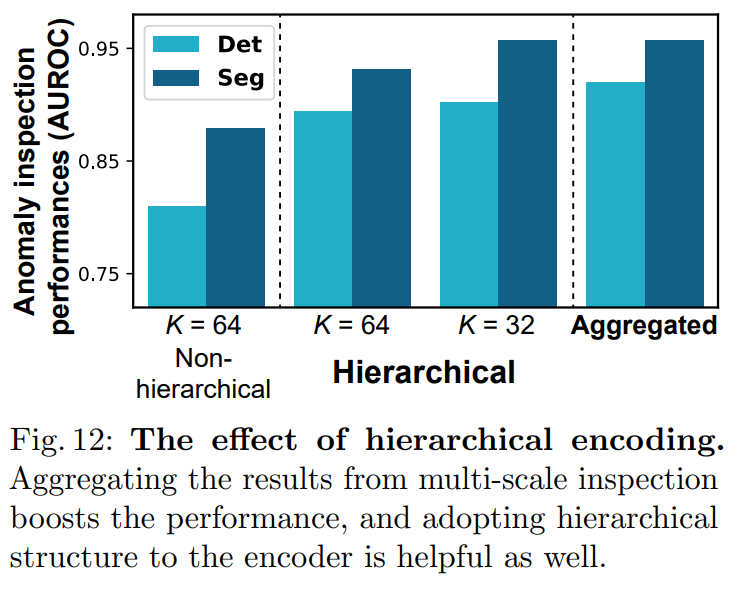 Anomaly inspection
performances (AUROC)
0.95
0.85
0.75
Det
Seg
K = 64
K = 64
K = 32
Aggregated
Non-
hierarchical
Hierarchical
Fig. 12: The effect of hierarchical encoding.
Aggregating the results from multi-scale inspection
boosts the performance, and adopting hierarchical
structure to the encoder is helpful as well.